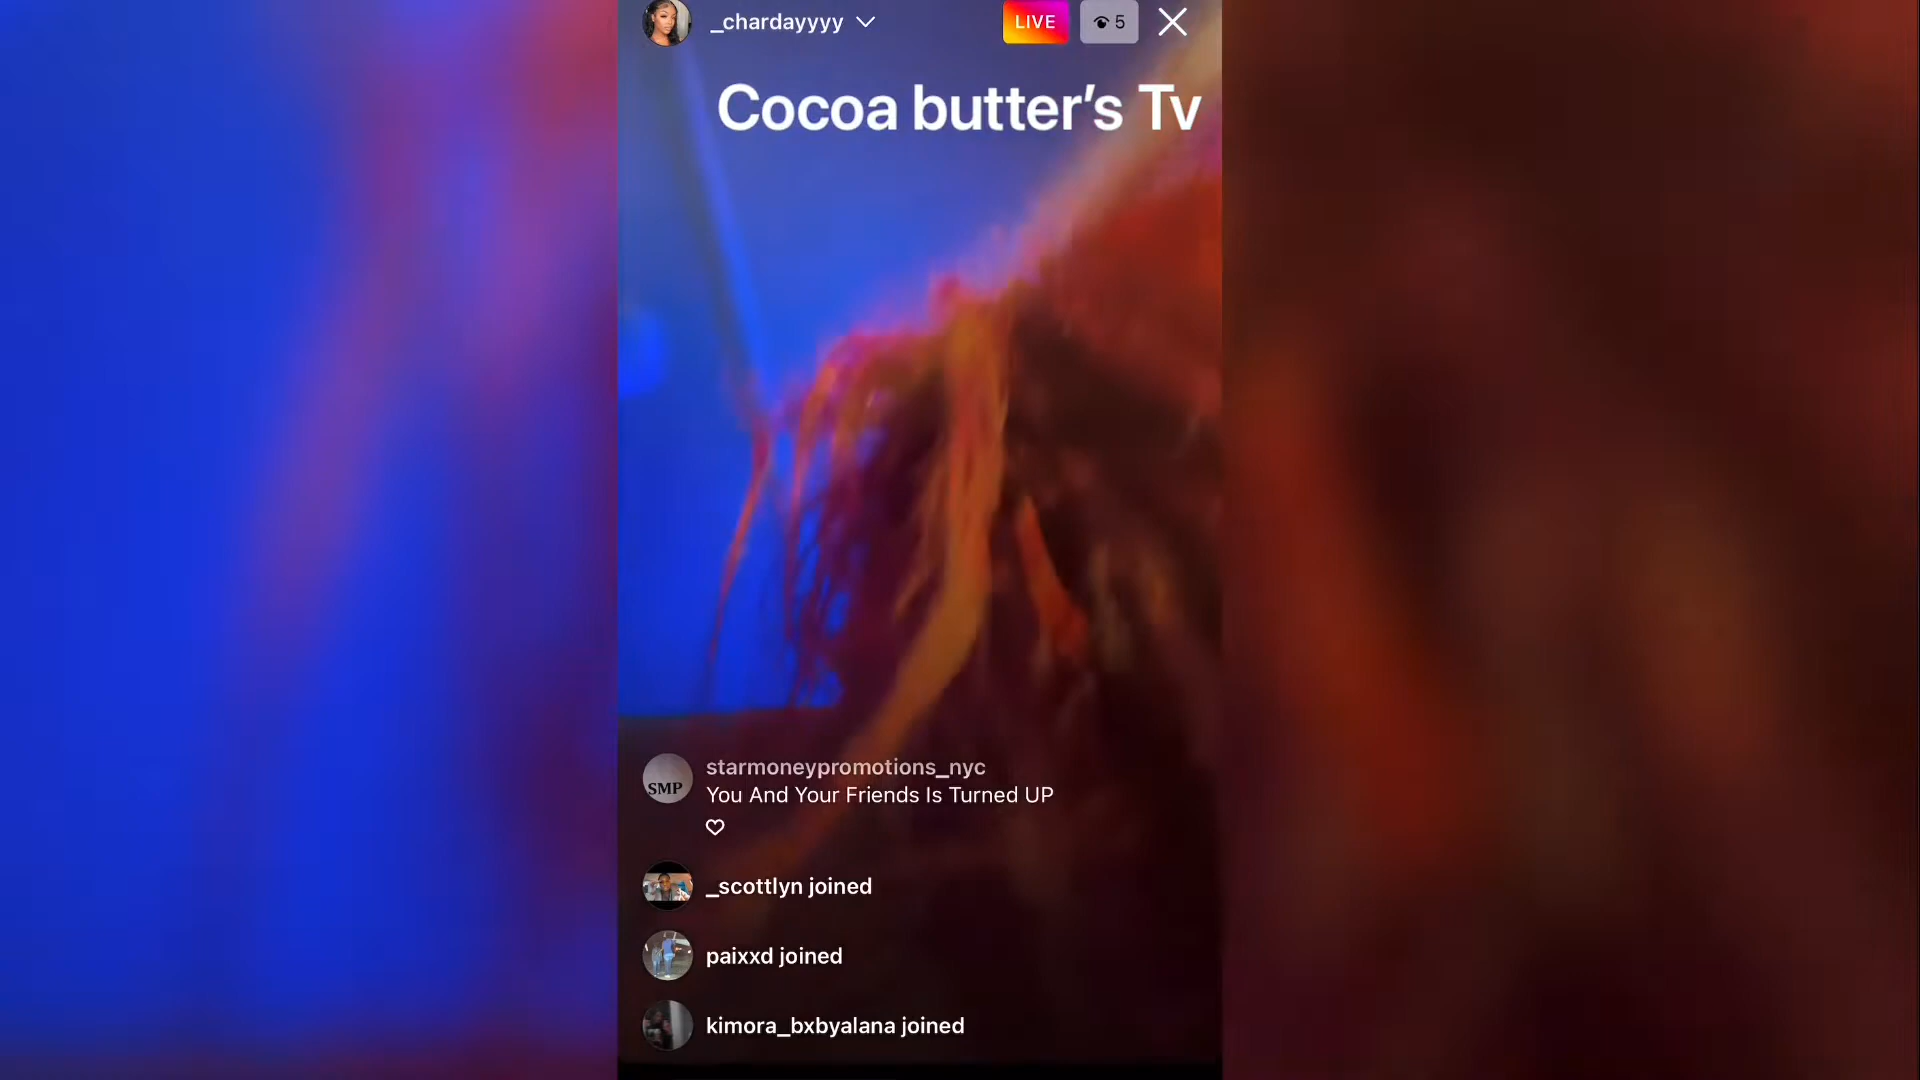 _chardayyyy
LIVE
5
Cocoa butter’s Tv
starmoneypromotions_nyc
SMP
You And Your Friends Is Turned UP
_scottlyn joined
paixxd joined
kimora_bxbyalana joined